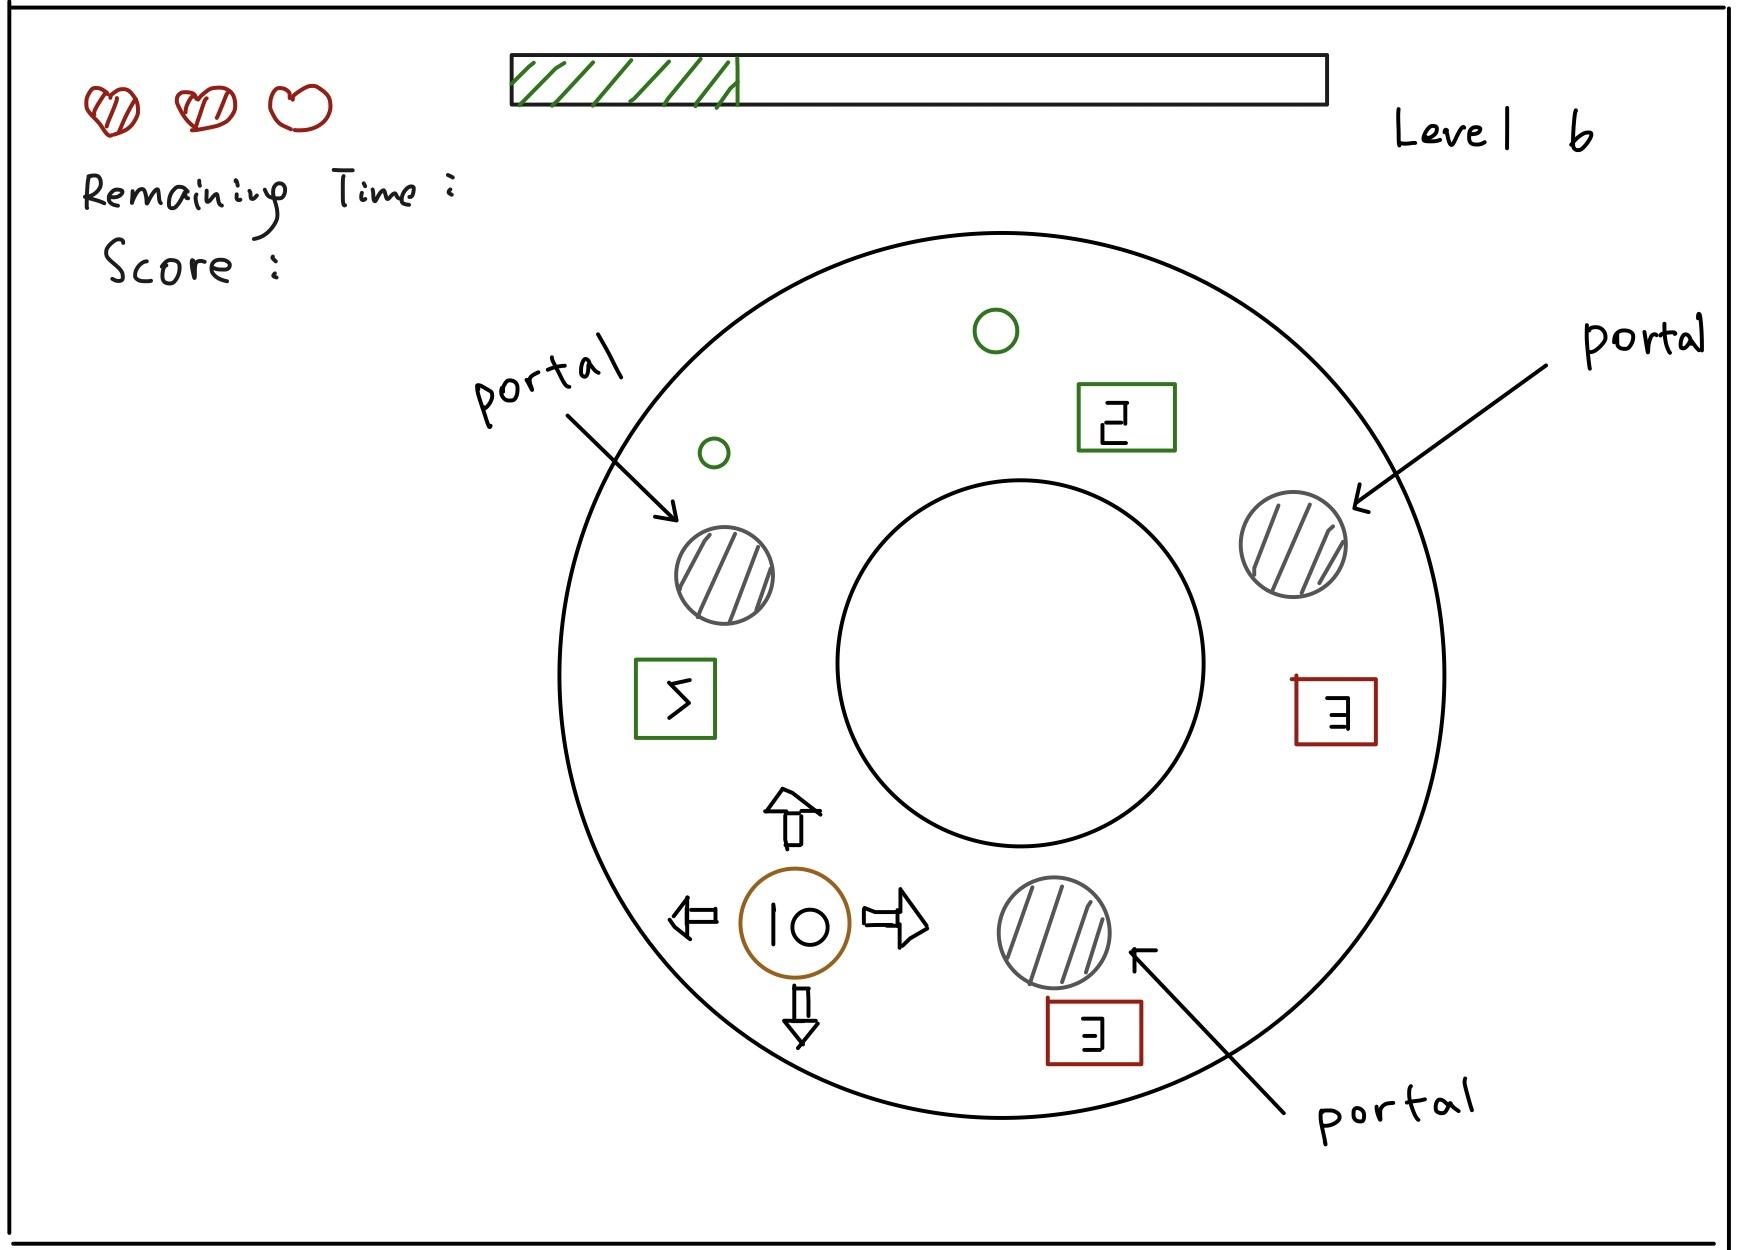 Level 6
Remaining Time :
Score :
portal
portal
2
5
3
10
3
portal